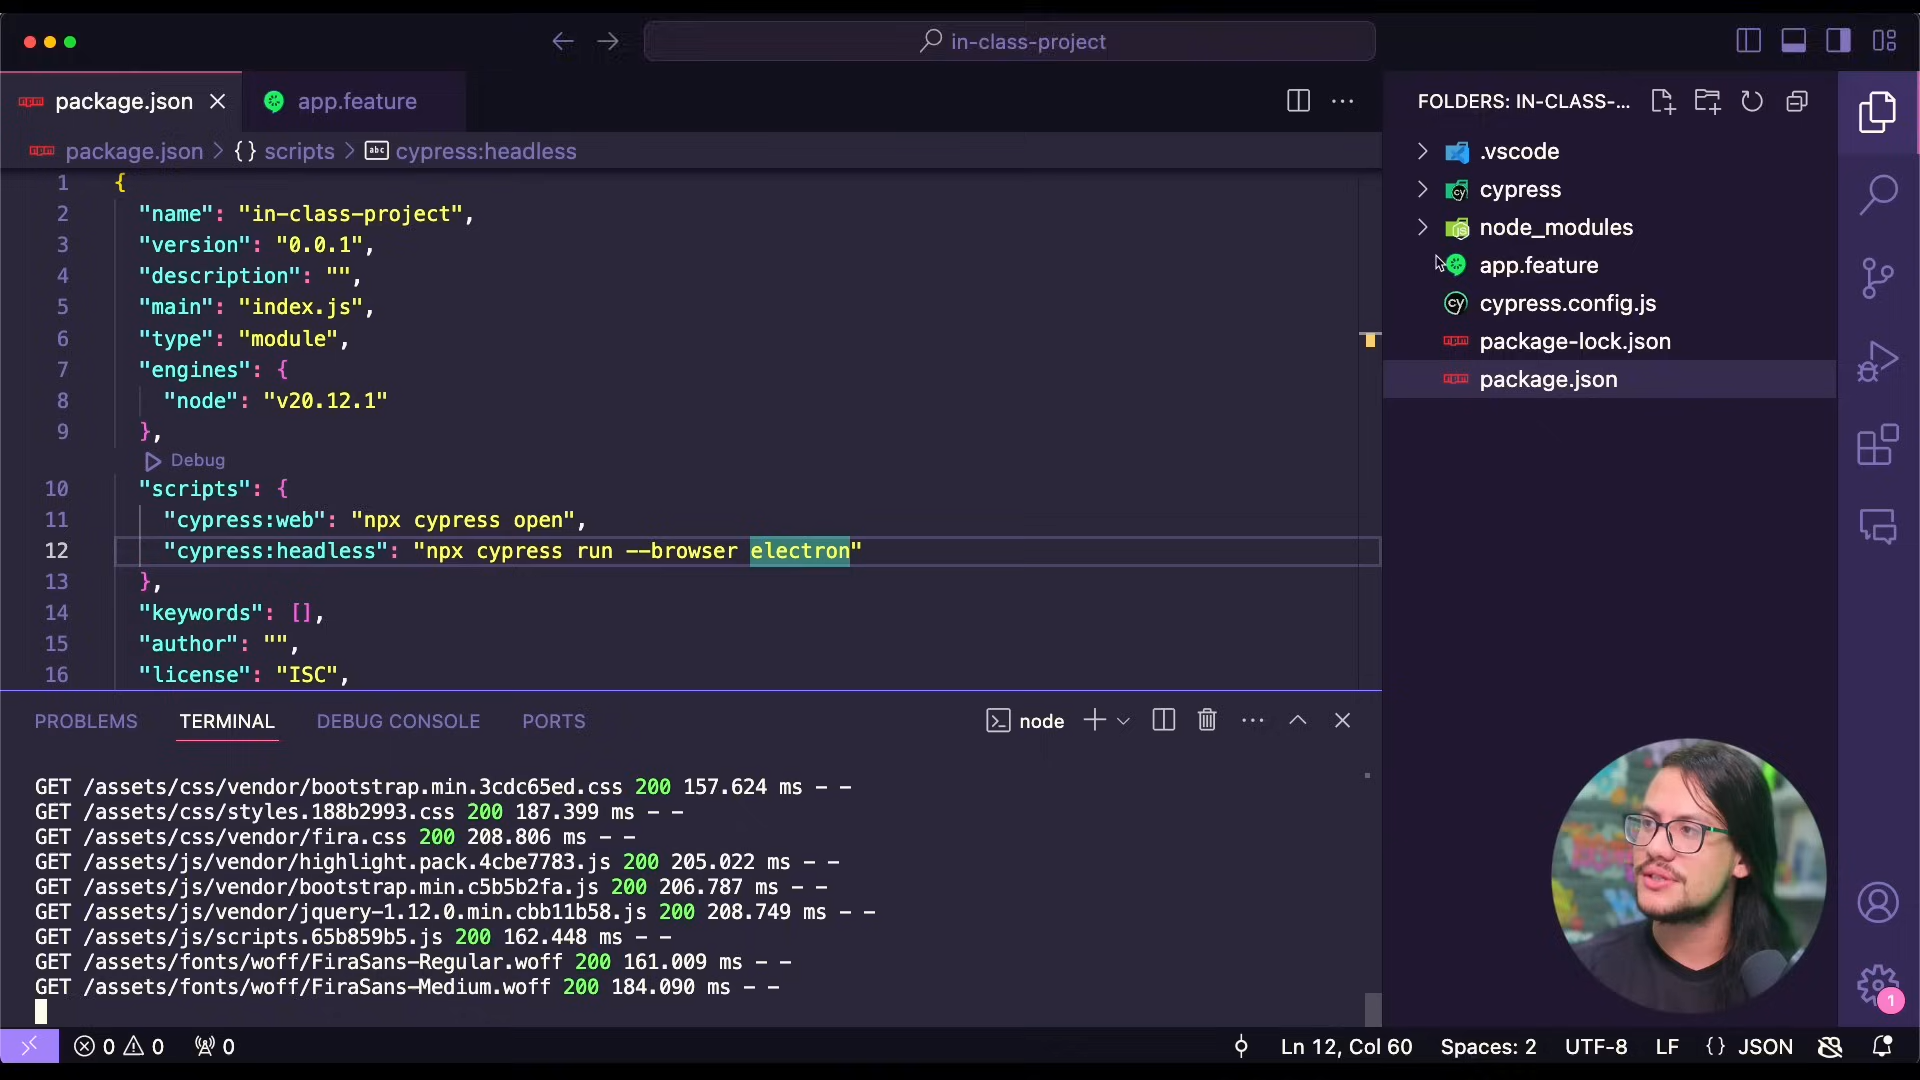 in-class-project
package.json
app.feature
package.json > {} scripts > abc cypress:headless
1 {
2 "name": "in-class-project",
3 "version": "0.0.1",
4 "description": "",
5 "main": "index.js",
6 "type": "module",
7 "engines": {
8 "node": "v20.12.1"
9 },
Debug
10 "scripts": {
11 "cypress:web": "npx cypress open",
12 "cypress:headless": "npx cypress run --browser electron"
13 },
14 "keywords": [],
15 "author": "",
16 "license": "ISC",
PROBLEMS TERMINAL DEBUG CONSOLE PORTS
node
GET /assets/css/vendor/bootstrap.min.3cdc65ed.css 200 157.624 ms - -
GET /assets/css/styles.188b2993.css 200 187.399 ms - -
GET /assets/css/vendor/fira.css 200 208.806 ms - -
GET /assets/js/vendor/highlight.pack.4cbe7783.js 200 205.022 ms - -
GET /assets/js/vendor/bootstrap.min.c5b5b2fa.js 200 206.787 ms - -
GET /assets/js/vendor/jquery-1.12.0.min.cbb11b58.js 200 208.749 ms - -
GET /assets/js/scripts.65b859b5.js 200 162.448 ms - -
GET /assets/fonts/woff/FiraSans-Regular.woff 200 161.009 ms - -
GET /assets/fonts/woff/FiraSans-Medium.woff 200 184.090 ms - -
FOLDERS: IN-CLASS-...
.vscode
cypress
node_modules
app.feature
cypress.config.js
package-lock.json
package.json
1
0 0 0
Ln 12, Col 60 Spaces: 2 UTF-8 LF {} JSON